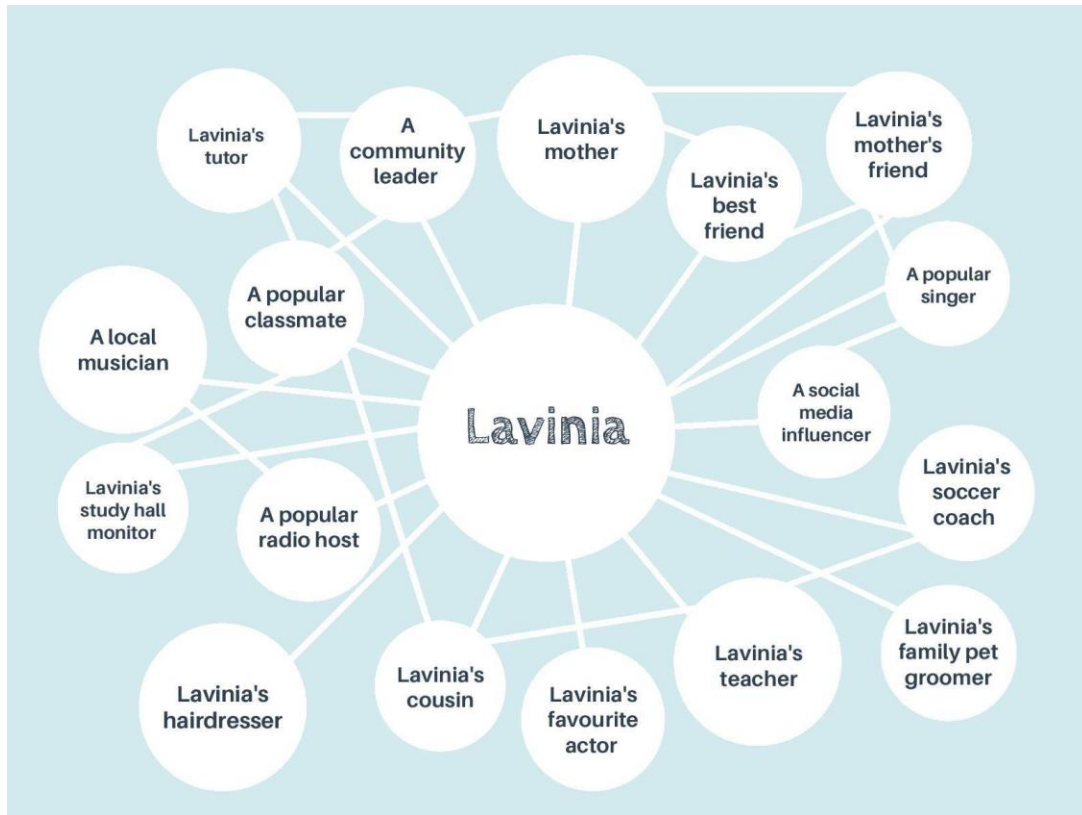 Lavinia's
tutor
A
community
leader
Lavinia's
mother
Lavinia's
best
friend
Lavinia's
mother's
friend
A popular
classmate
A popular
singer
A local
musician
Lavinia
A social
media
influencer
Lavinia's
study hall
monitor
A popular
radio host
Lavinia's
soccer
coach
Lavinia's
hairdresser
Lavinia's
cousin
Lavinia's
favourite
actor
Lavinia's
teacher
Lavinia's
family pet
groomer